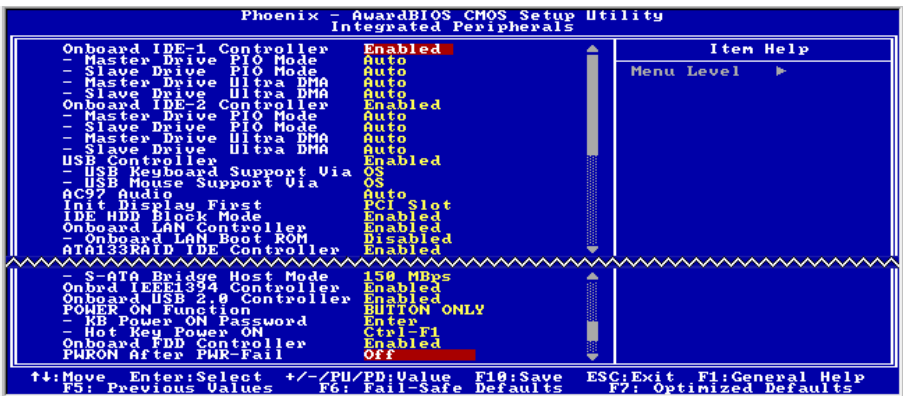 Phoenix - AwardBIOS CMOS Setup Utility
Integrated Peripherals
Onboard IDE-1 Controller Enabled
- Master Drive PIO Mode Auto
- Slave Drive PIO Mode Auto
- Master Drive Ultra DMA Auto
- Slave Drive Ultra DMA Auto
Onboard IDE-2 Controller Enabled
- Master Drive PIO Mode Auto
- Slave Drive PIO Mode Auto
- Master Drive Ultra DMA Auto
- Slave Drive Ultra DMA Auto
USB Controller Enabled
- USB Keyboard Support Via OS
- USB Mouse Support Via OS
AC97 Audio Auto
Init Display First PCI Slot
IDE HDD Block Mode Enabled
Onboard LAN Controller Enabled
- Onboard LAN Boot ROM Disabled
ATA133RAID IDE Controller Enabled
Item Help
Menu Level ►
- S-ATA Bridge Host Mode 150 MBps
Onbrd IEEE1394 Controller Enabled
Onboard USB 2.0 Controller Enabled
POWER ON Function BUTTON ONLY
- KB Power ON Password Enter
- Hot Key Power ON Ctrl-F1
Onboard FDD Controller Enabled
PWRON After PWR-Fail Off
↑↓:Move Enter:Select +/-/PU/PD:Value F10:Save ESC:Exit F1:General Help
F5: Previous Values F6: Fail-Safe Defaults F7: Optimized Defaults